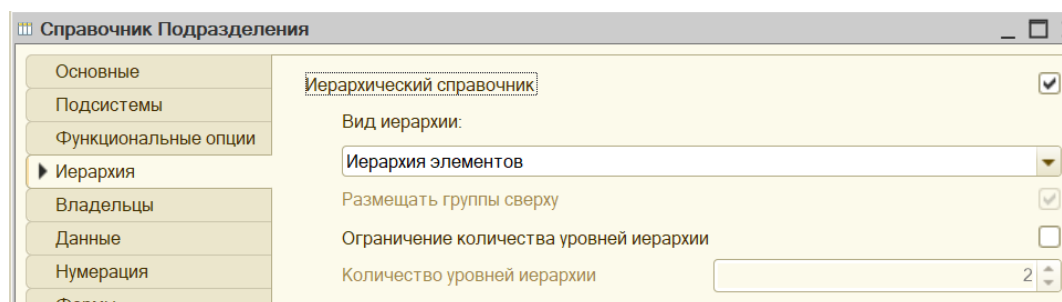 Справочник Подразделения
Основные
Подсистемы
Функциональные опции
Иерархия
Владельцы
Данные
Нумерация
Иерархический справочник
Вид иерархии:
Иерархия элементов
Размещать группы сверху
Ограничение количества уровней иерархии
Количество уровней иерархии
2